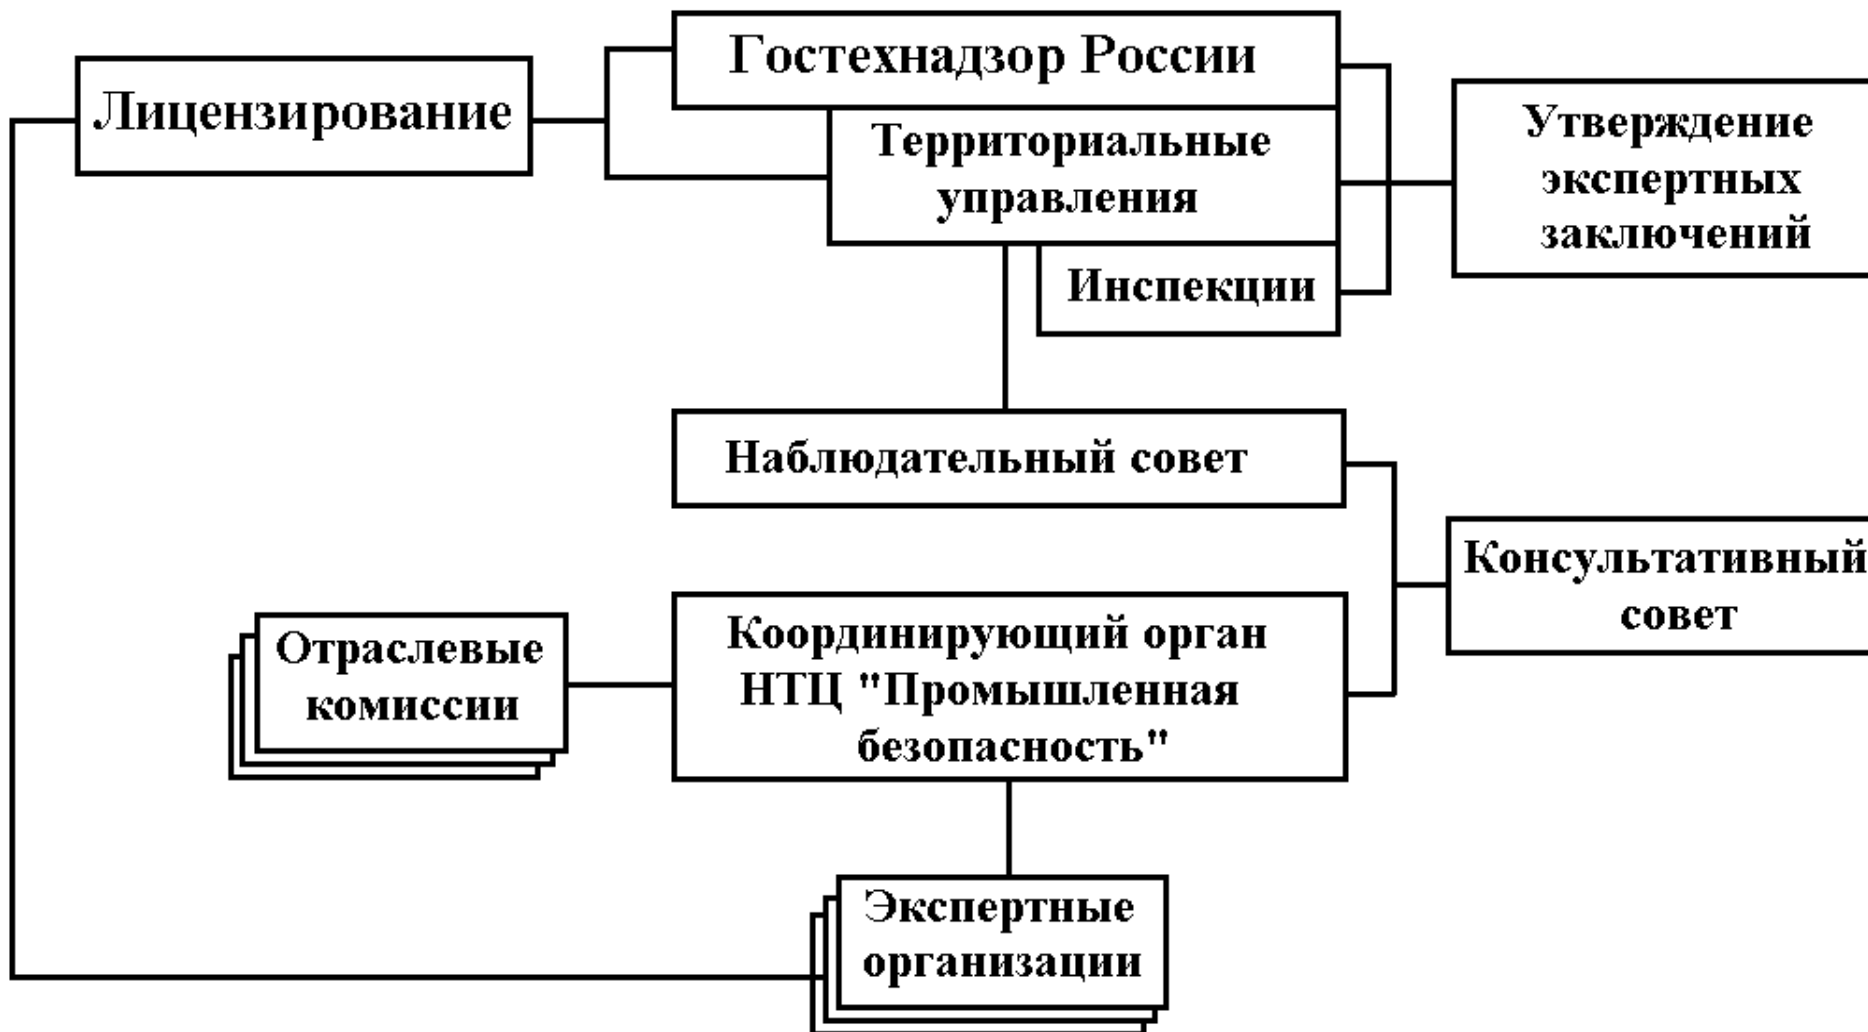 Гостехнадзор России
Лицензирование
Территориальные
управления
Утверждение
экспертных
заключений
Инспекции
Наблюдательный совет
Консультативный
совет
Отраслевые
комиссии
Координирующий орган
НТЦ "Промышленная
безопасность"
Экспертные
организации